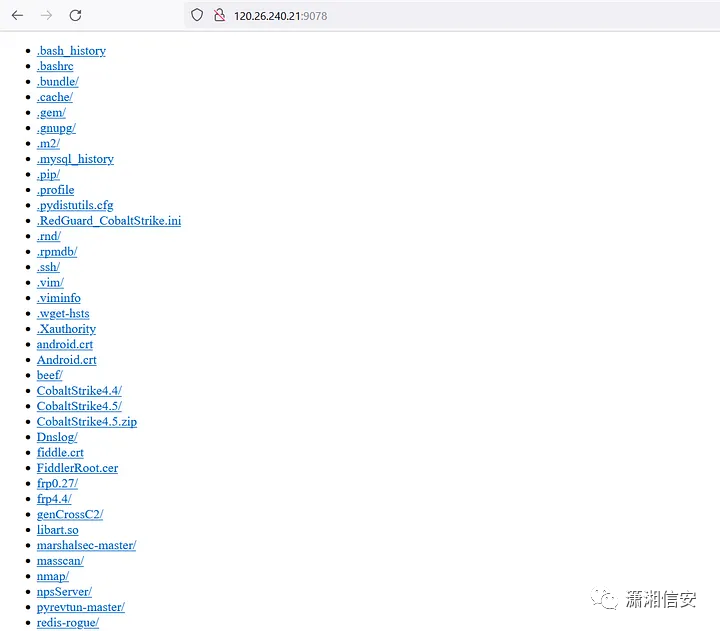 120.26.240.21:9078
.bash_history
.bashrc
.bundle/
.cache/
.gem/
.gnupg/
.m2/
.mysql_history
.pip/
.profile
.pydistutils.cfg
.RedGuard_CobaltStrike.ini
.rnd/
.rpmdb/
.ssh/
.vim/
.viminfo
.wget-hsts
.Xauthority
android.crt
Android.crt
beef/
CobaltStrike4.4/
CobaltStrike4.5/
CobaltStrike4.5.zip
Dnslog/
fiddle.crt
FiddlerRoot.cer
frp0.27/
frp4.4/
genCrossC2/
libart.so
marshalsec-master/
masscan/
nmap/
npsServer/
pyrevtun-master/
redis-rogue/
潇湘信安